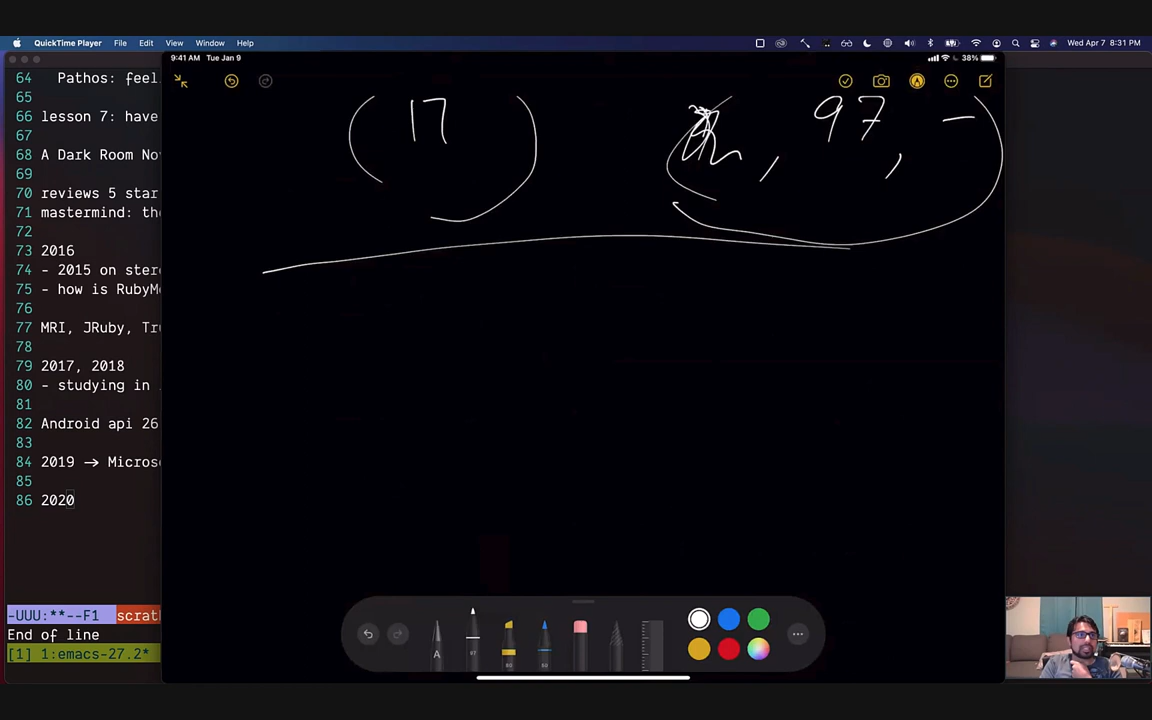 QuickTime Player File Edit View Window Help Wed Apr 7 8:31 PM
9:41 AM Tue Jan 9 38%
64 Pathos: feel
65
66 lesson 7: have
67
68 A Dark Room No
69
70 reviews 5 star
71 mastermind: th
72
73 2016
74 - 2015 on ster
75 - how is RubyM
76
77 MRI, JRuby, Tr
78
79 2017, 2018
80 - studying in
81
82 Android api 26
83
84 2019 → Micros
85
86 2020
-UUU:**--F1 scrat
End of line
[1] 1:emacs-27.2*
17
, 97, -
A 97 80 50